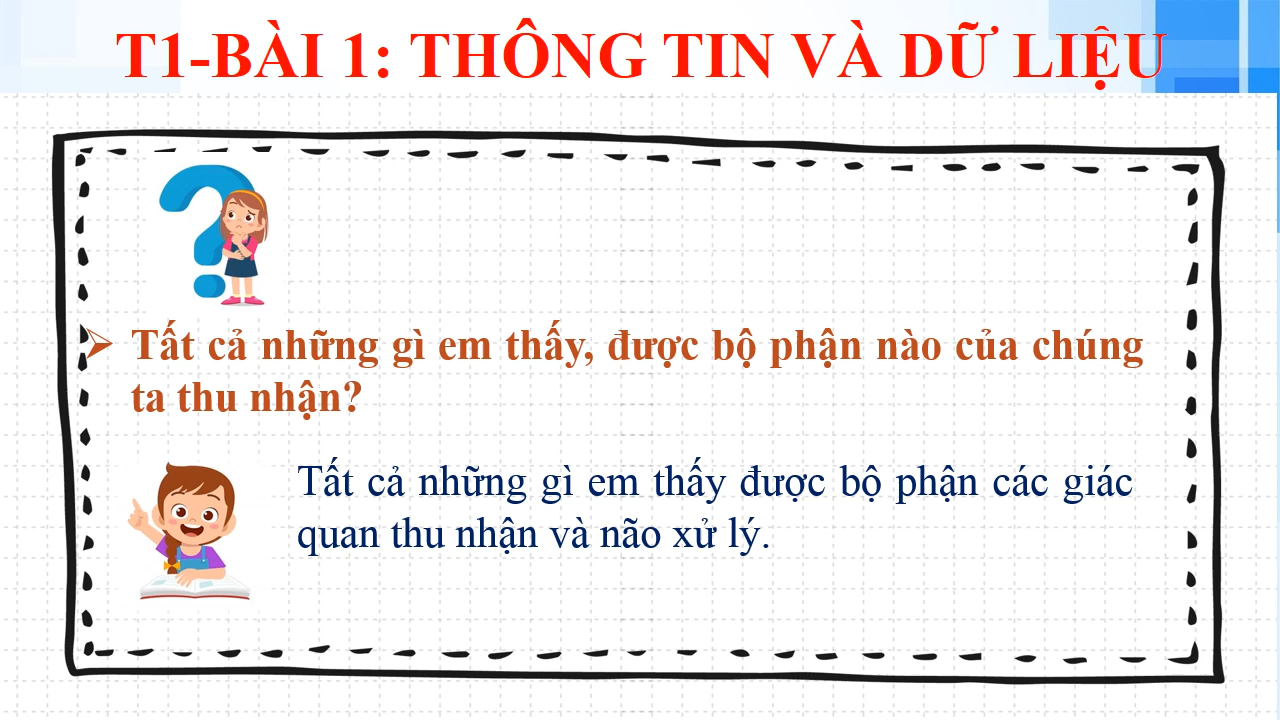 T1-BÀI 1: THÔNG TIN VÀ DỮ LIỆU
Tất cả những gì em thấy, được bộ phận nào của chúng
ta thu nhận?
Tất cả những gì em thấy được bộ phận các giác
quan thu nhận và não xử lý.